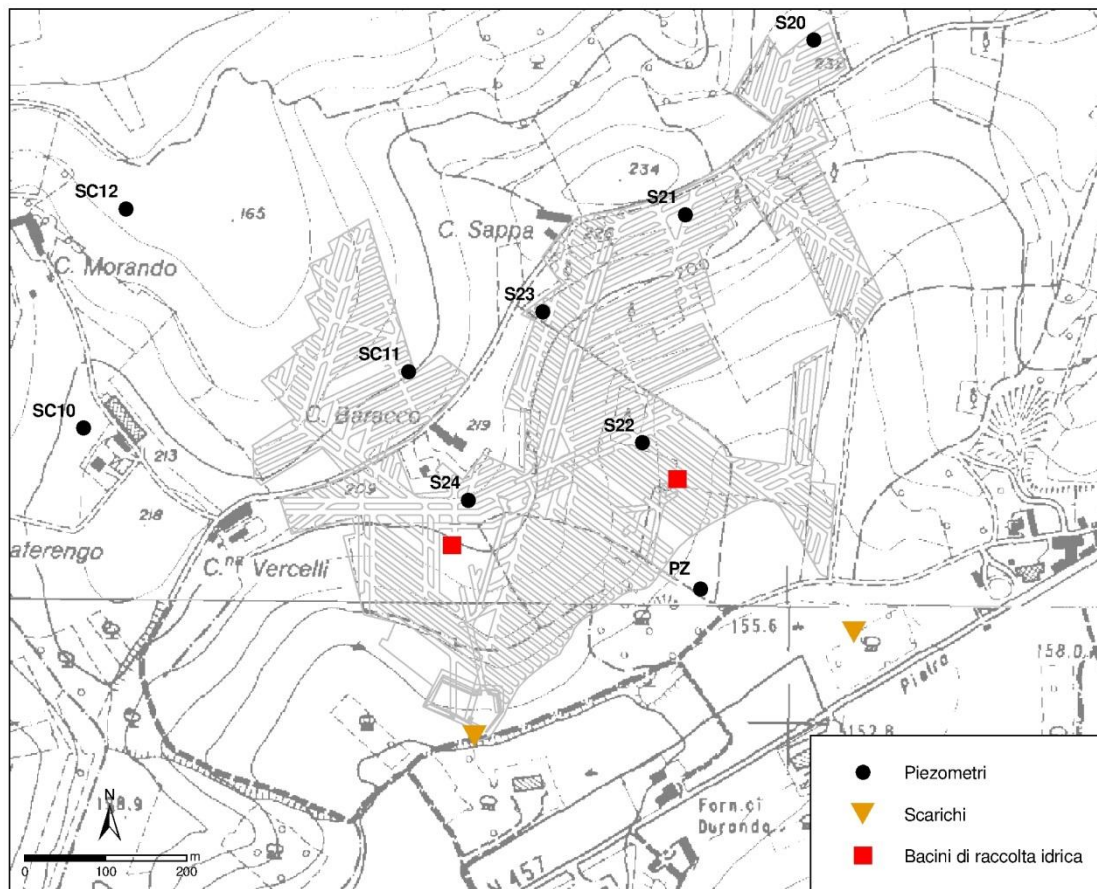 S20
238
234
SC12
.165
S21
C. Sappa
226
C. Morando
200
S23
SC11
C. Baracco
SC10
219
S22
213
209
S24
218
aferengo
C.na Vercelli
PZ
155.6
158.0
Pietra
152.8
N
Forn.ci
Durando
N 457
0 100 200
m
Piezometri
Scarichi
Bacini di raccolta idrica